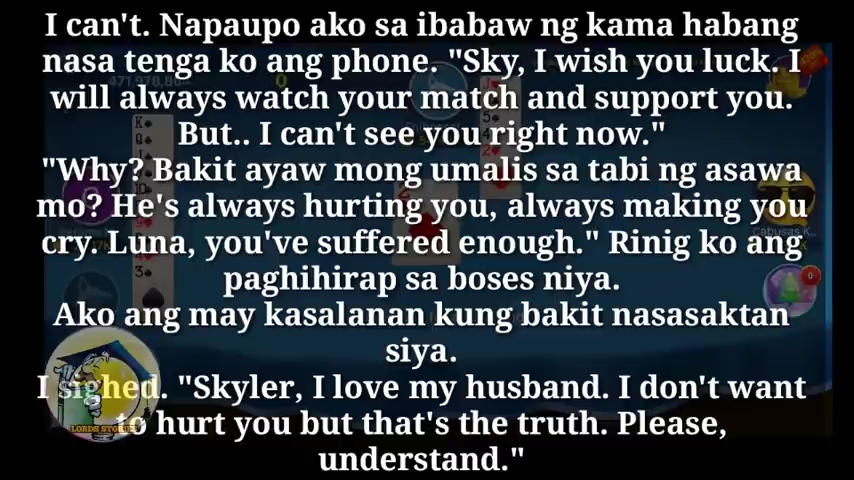 I can't. Napaupo ako sa ibabaw ng kama habang
nasa tenga ko ang phone. "Sky, I wish you luck. I
will always watch your match and support you.
But.. I can't see you right now."
"Why? Bakit ayaw mong umalis sa tabi ng asawa
mo? He's always hurting you, always making you
cry. Luna, you've suffered enough." Rinig ko ang
paghihirap sa boses niya.
Ako ang may kasalanan kung bakit nasasaktan
siya.
I sighed. "Skyler, I love my husband. I don't want
to hurt you but that's the truth. Please,
understand."
LORDS STORIES